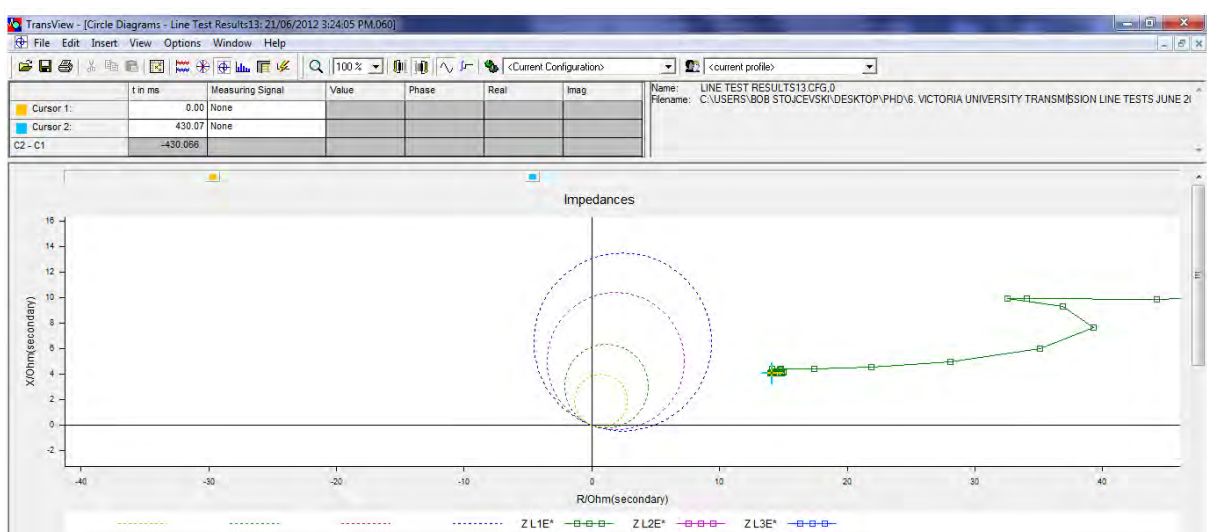 TransView - [Circle Diagrams - Line Test Results13: 21/06/2012 3:24:05 PM.060]
File Edit Insert View Options Window Help
100 % <Current Configuration> <current profile>
t in ms Measuring Signal Value Phase Real Imag
Cursor 1: 0.00 None
Cursor 2: 430.07 None
C2 - C1 -430.066
Name: LINE TEST RESULTS13.CFG,0
Filename: C:\USERS\BOB STOJCEVSKI\DESKTOP\PHD\6. VICTORIA UNIVERSITY TRANSMISSION LINE TESTS JUNE 2
Impedances
X/Ohm(secondary)
16
14
12
10
8
6
4
2
0
-2
-40 -30 -20 -10 0 10 20 30 40
R/Ohm(secondary)
Z L1E* Z L2E* Z L3E*